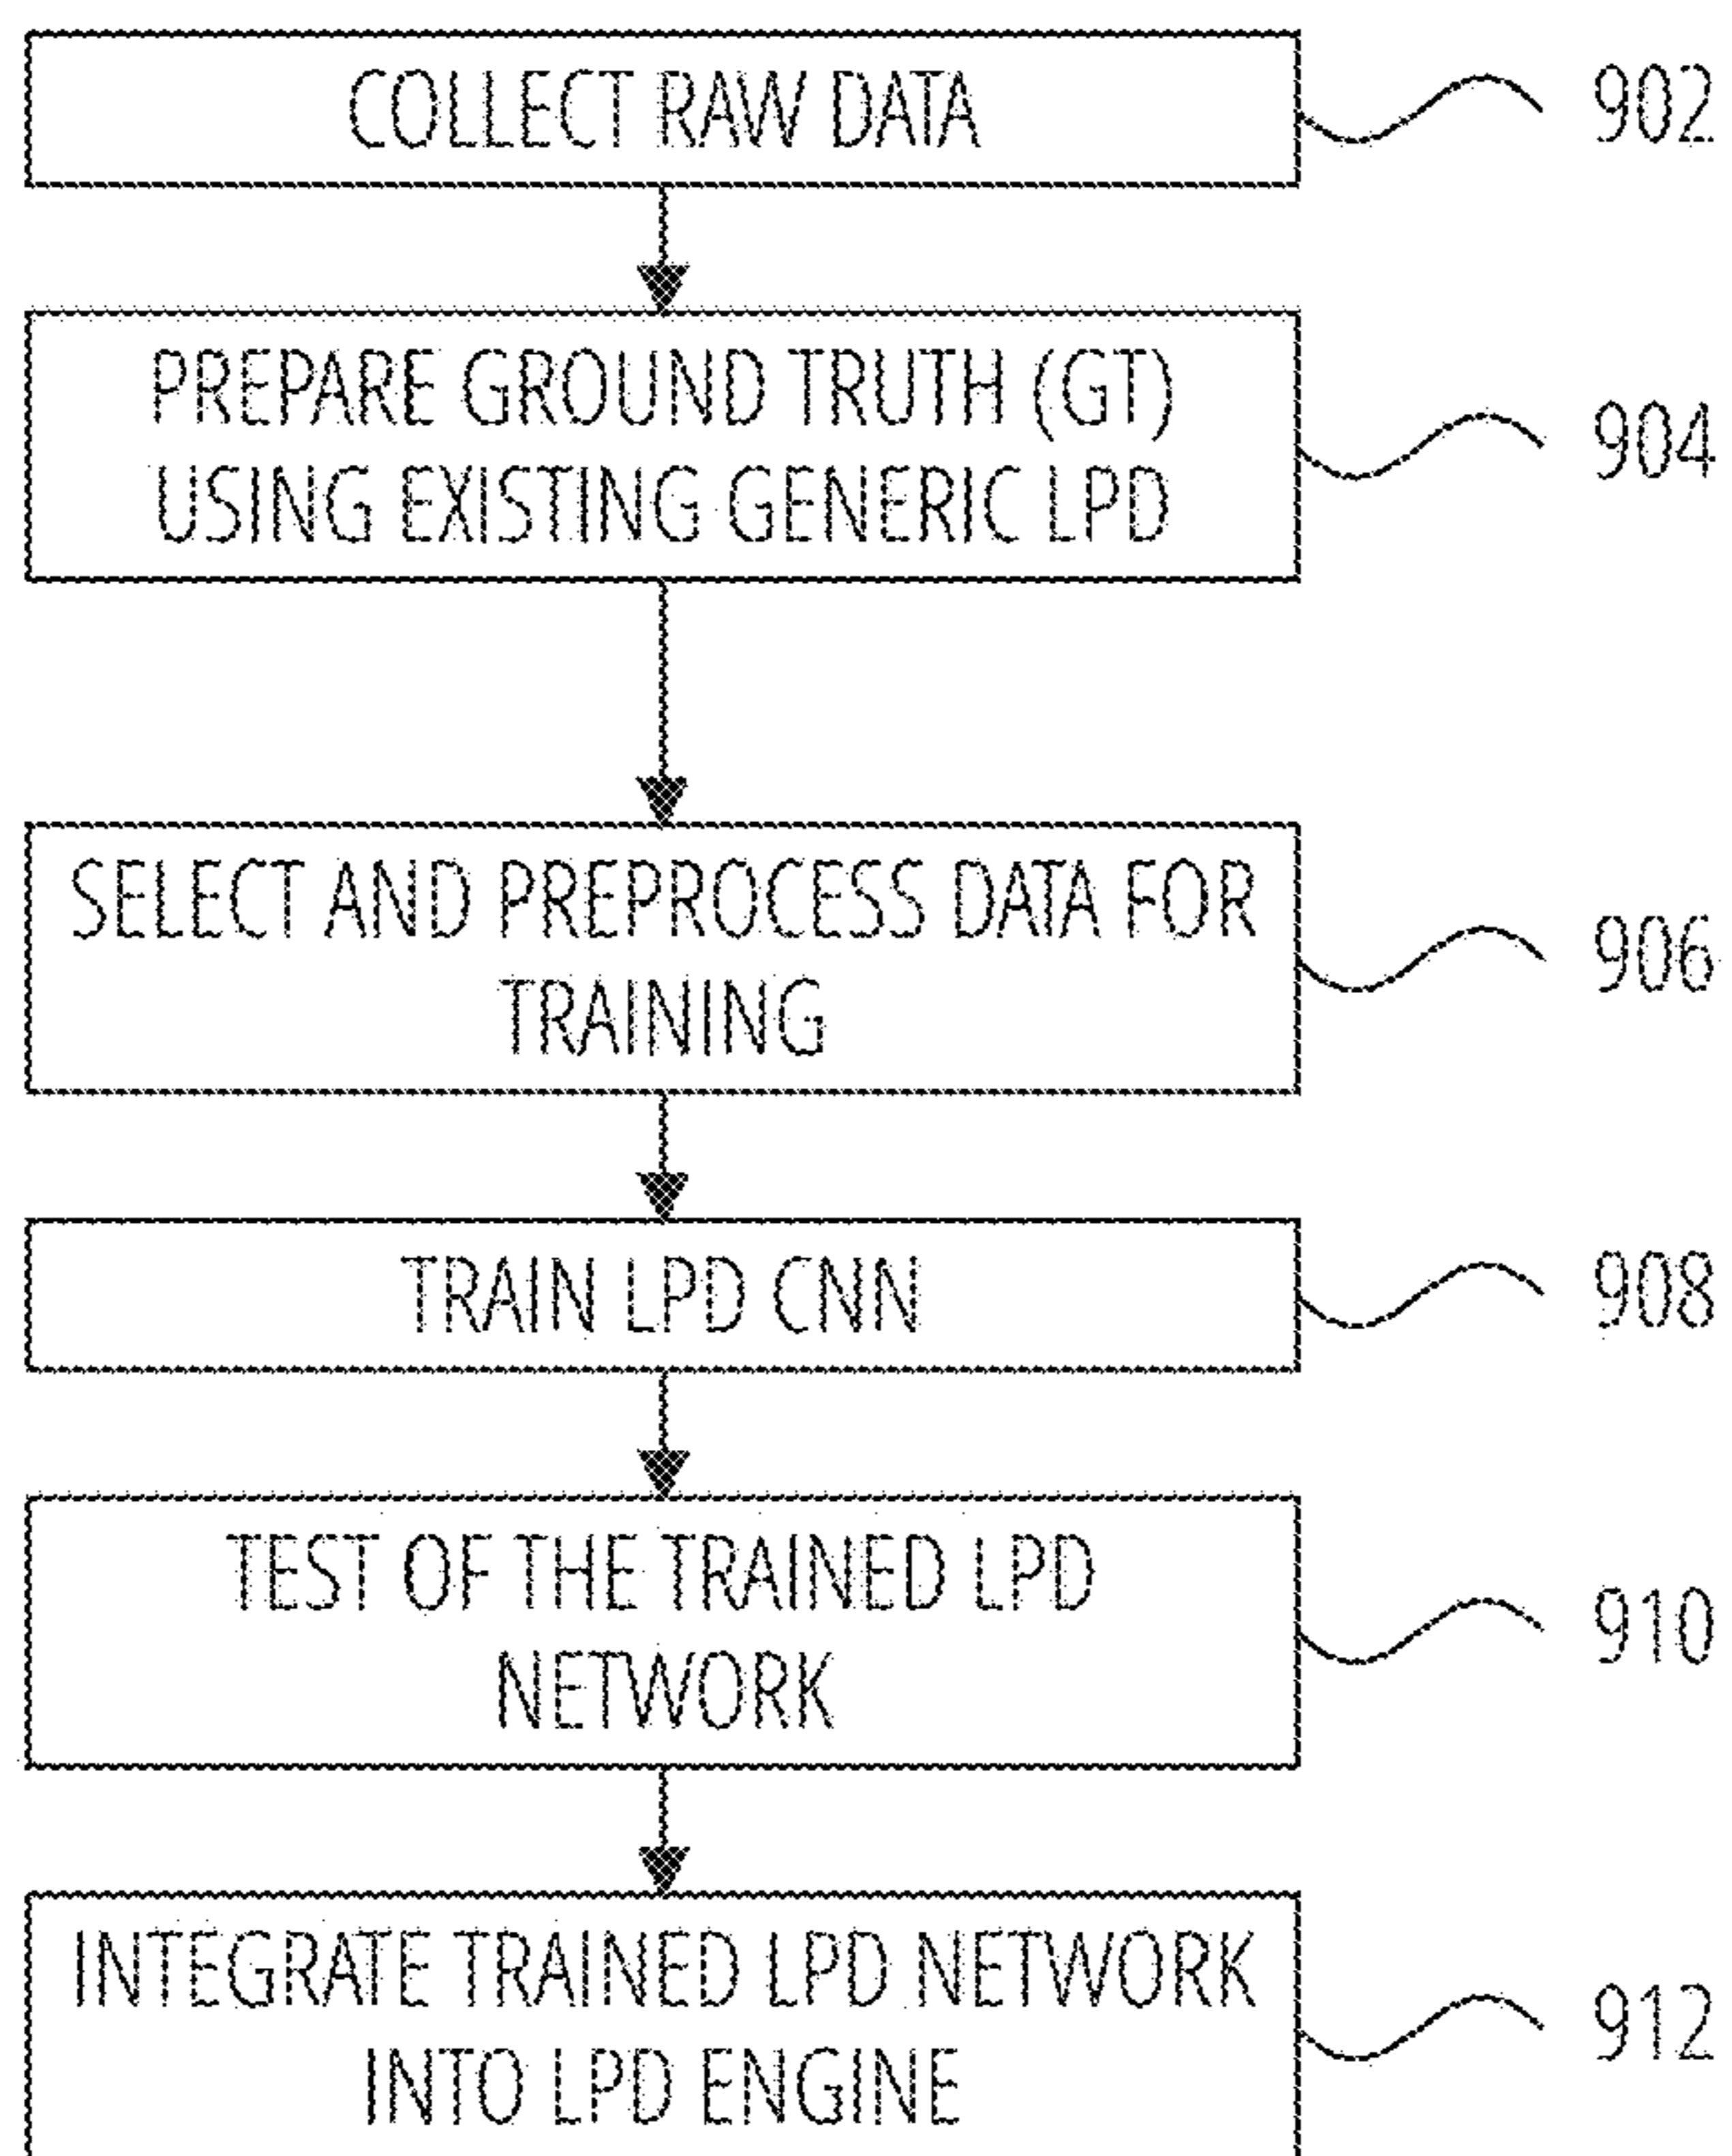 COLLECT RAW DATA
902
PREPARE GROUND TRUTH (GT)
USING EXISTING GENERIC LPD
904
SELECT AND PREPROCESS DATA FOR
TRAINING
906
TRAIN LPD CNN
908
TEST OF THE TRAINED LPD
NETWORK
910
INTEGRATE TRAINED LPD NETWORK
INTO LPD ENGINE
912